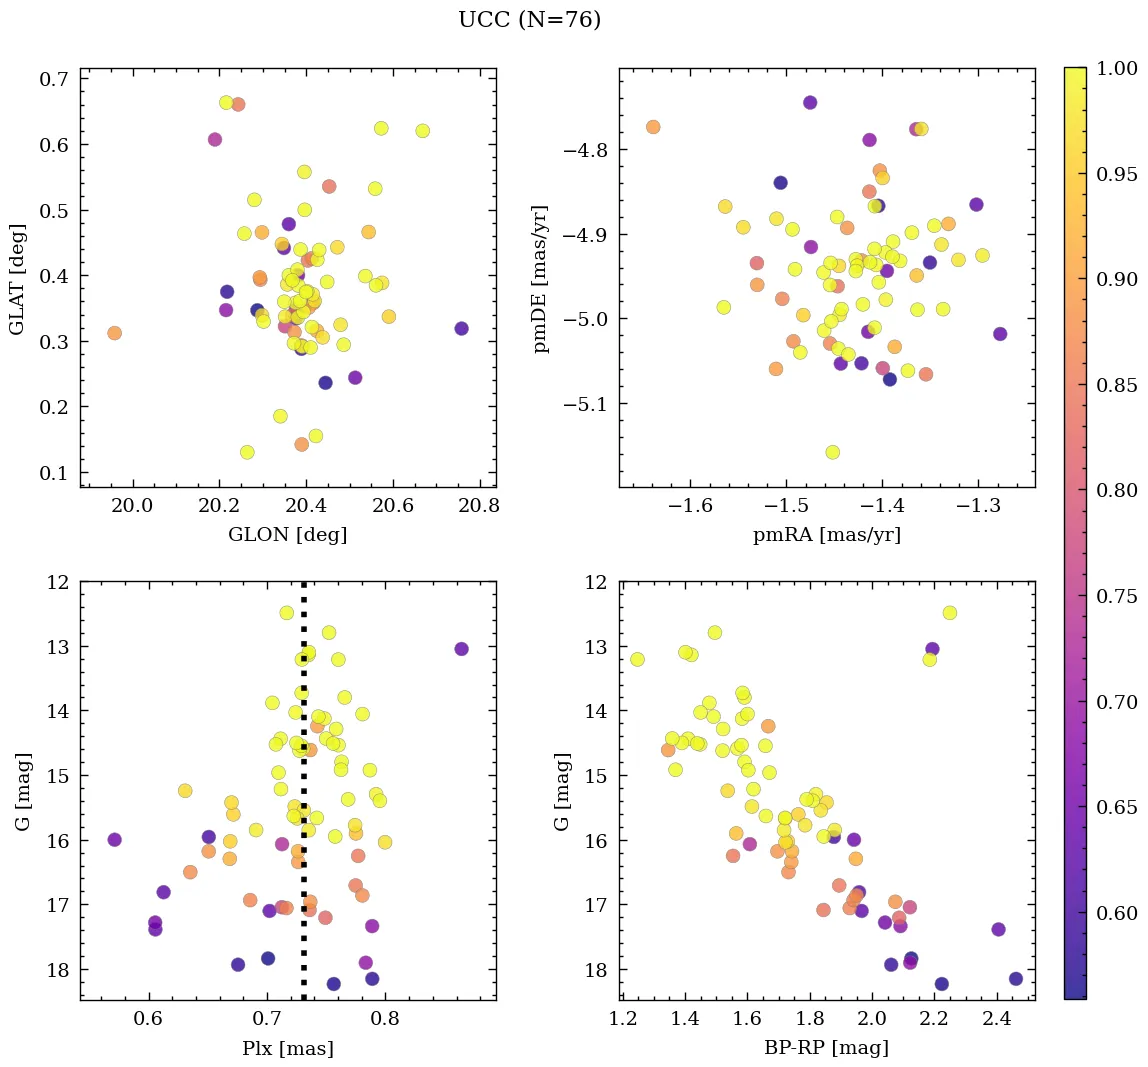 UCC (N=76)
0.7
0.6
0.5
0.4
0.3
0.2
0.1
GLAT [deg]
20.0 20.2 20.4 20.6 20.8
GLON [deg]
−4.8
−4.9
−5.0
−5.1
pmDE [mas/yr]
−1.6 −1.5 −1.4 −1.3
pmRA [mas/yr]
12
13
14
15
16
17
18
G [mag]
0.6 0.7 0.8
Plx [mas]
12
13
14
15
16
17
18
G [mag]
1.2 1.4 1.6 1.8 2.0 2.2 2.4
BP-RP [mag]
1.00
0.95
0.90
0.85
0.80
0.75
0.70
0.65
0.60